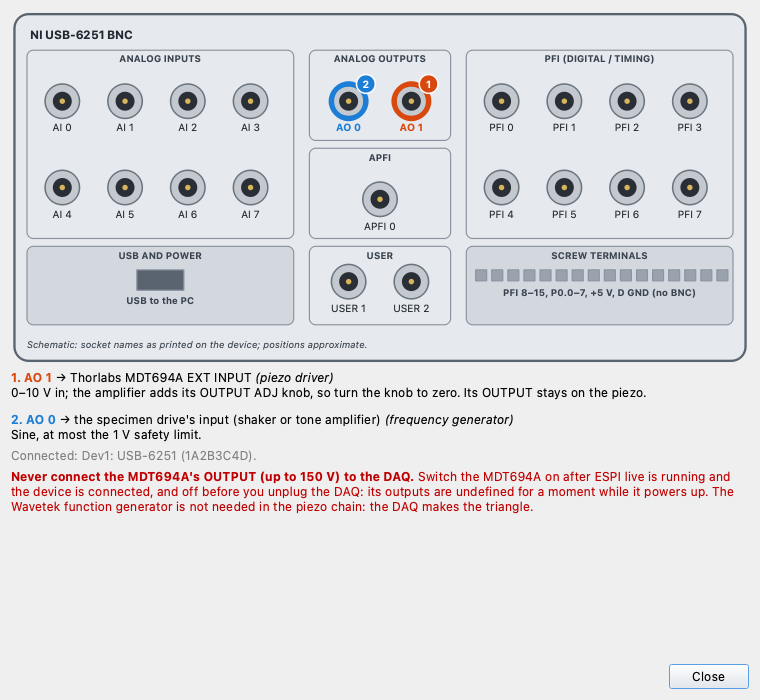 NI USB-6251 BNC
ANALOG INPUTS
AI 0 AI 1 AI 2 AI 3
AI 4 AI 5 AI 6 AI 7
ANALOG OUTPUTS
2 1
AO 0 AO 1
APFI
APFI 0
PFI (DIGITAL / TIMING)
PFI 0 PFI 1 PFI 2 PFI 3
PFI 4 PFI 5 PFI 6 PFI 7
USB AND POWER
USB to the PC
USER
USER 1 USER 2
SCREW TERMINALS
PFI 8–15, P0.0–7, +5 V, D GND (no BNC)
Schematic: socket names as printed on the device; positions approximate.
1. AO 1 → Thorlabs MDT694A EXT INPUT (piezo driver)
0–10 V in; the amplifier adds its OUTPUT ADJ knob, so turn the knob to zero. Its OUTPUT stays on the piezo.
2. AO 0 → the specimen drive's input (shaker or tone amplifier) (frequency generator)
Sine, at most the 1 V safety limit.
Connected: Dev1: USB-6251 (1A2B3C4D).
Never connect the MDT694A's OUTPUT (up to 150 V) to the DAQ. Switch the MDT694A on after ESPI live is running and
the device is connected, and off before you unplug the DAQ: its outputs are undefined for a moment while it powers up. The
Wavetek function generator is not needed in the piezo chain: the DAQ makes the triangle.
Close